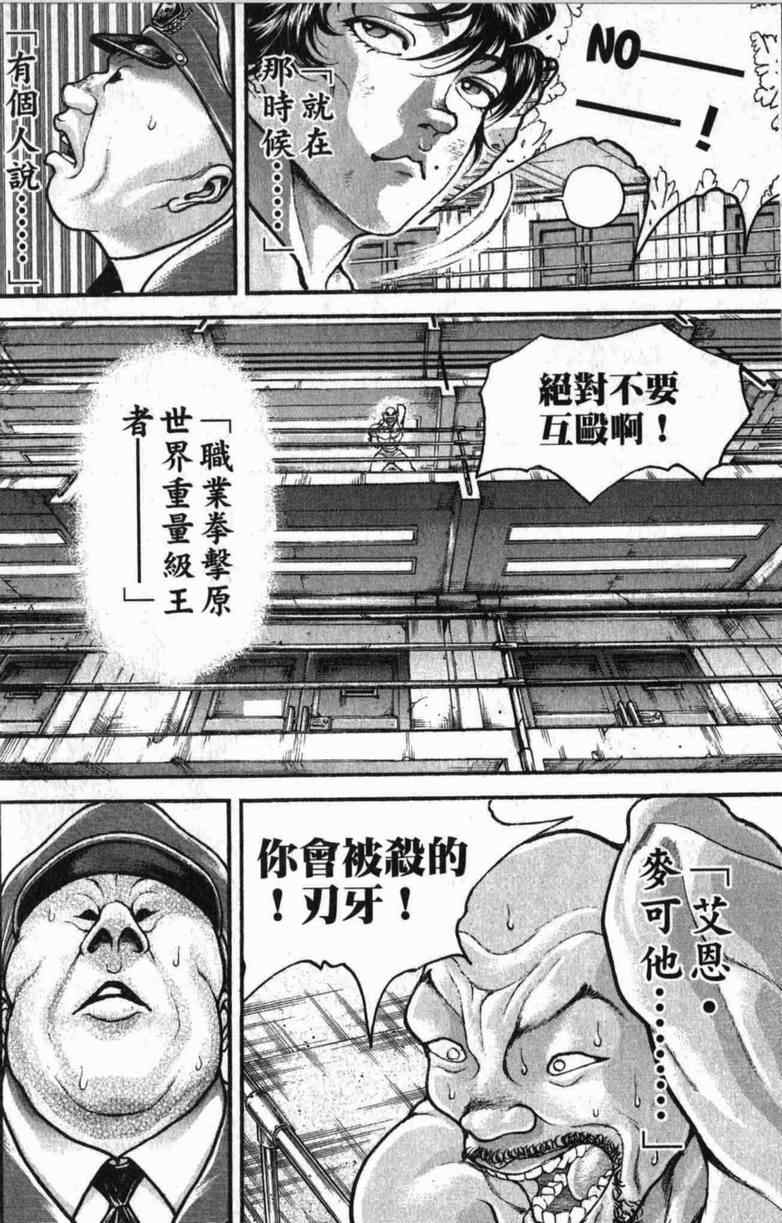 NO——
——！
「就在
那時候……」
「有個人說……」
絕對不要
互毆啊！
「職業拳擊原
世界重量級王
者——」
「艾恩·
麥可他……」
你會被殺的
！刃牙！